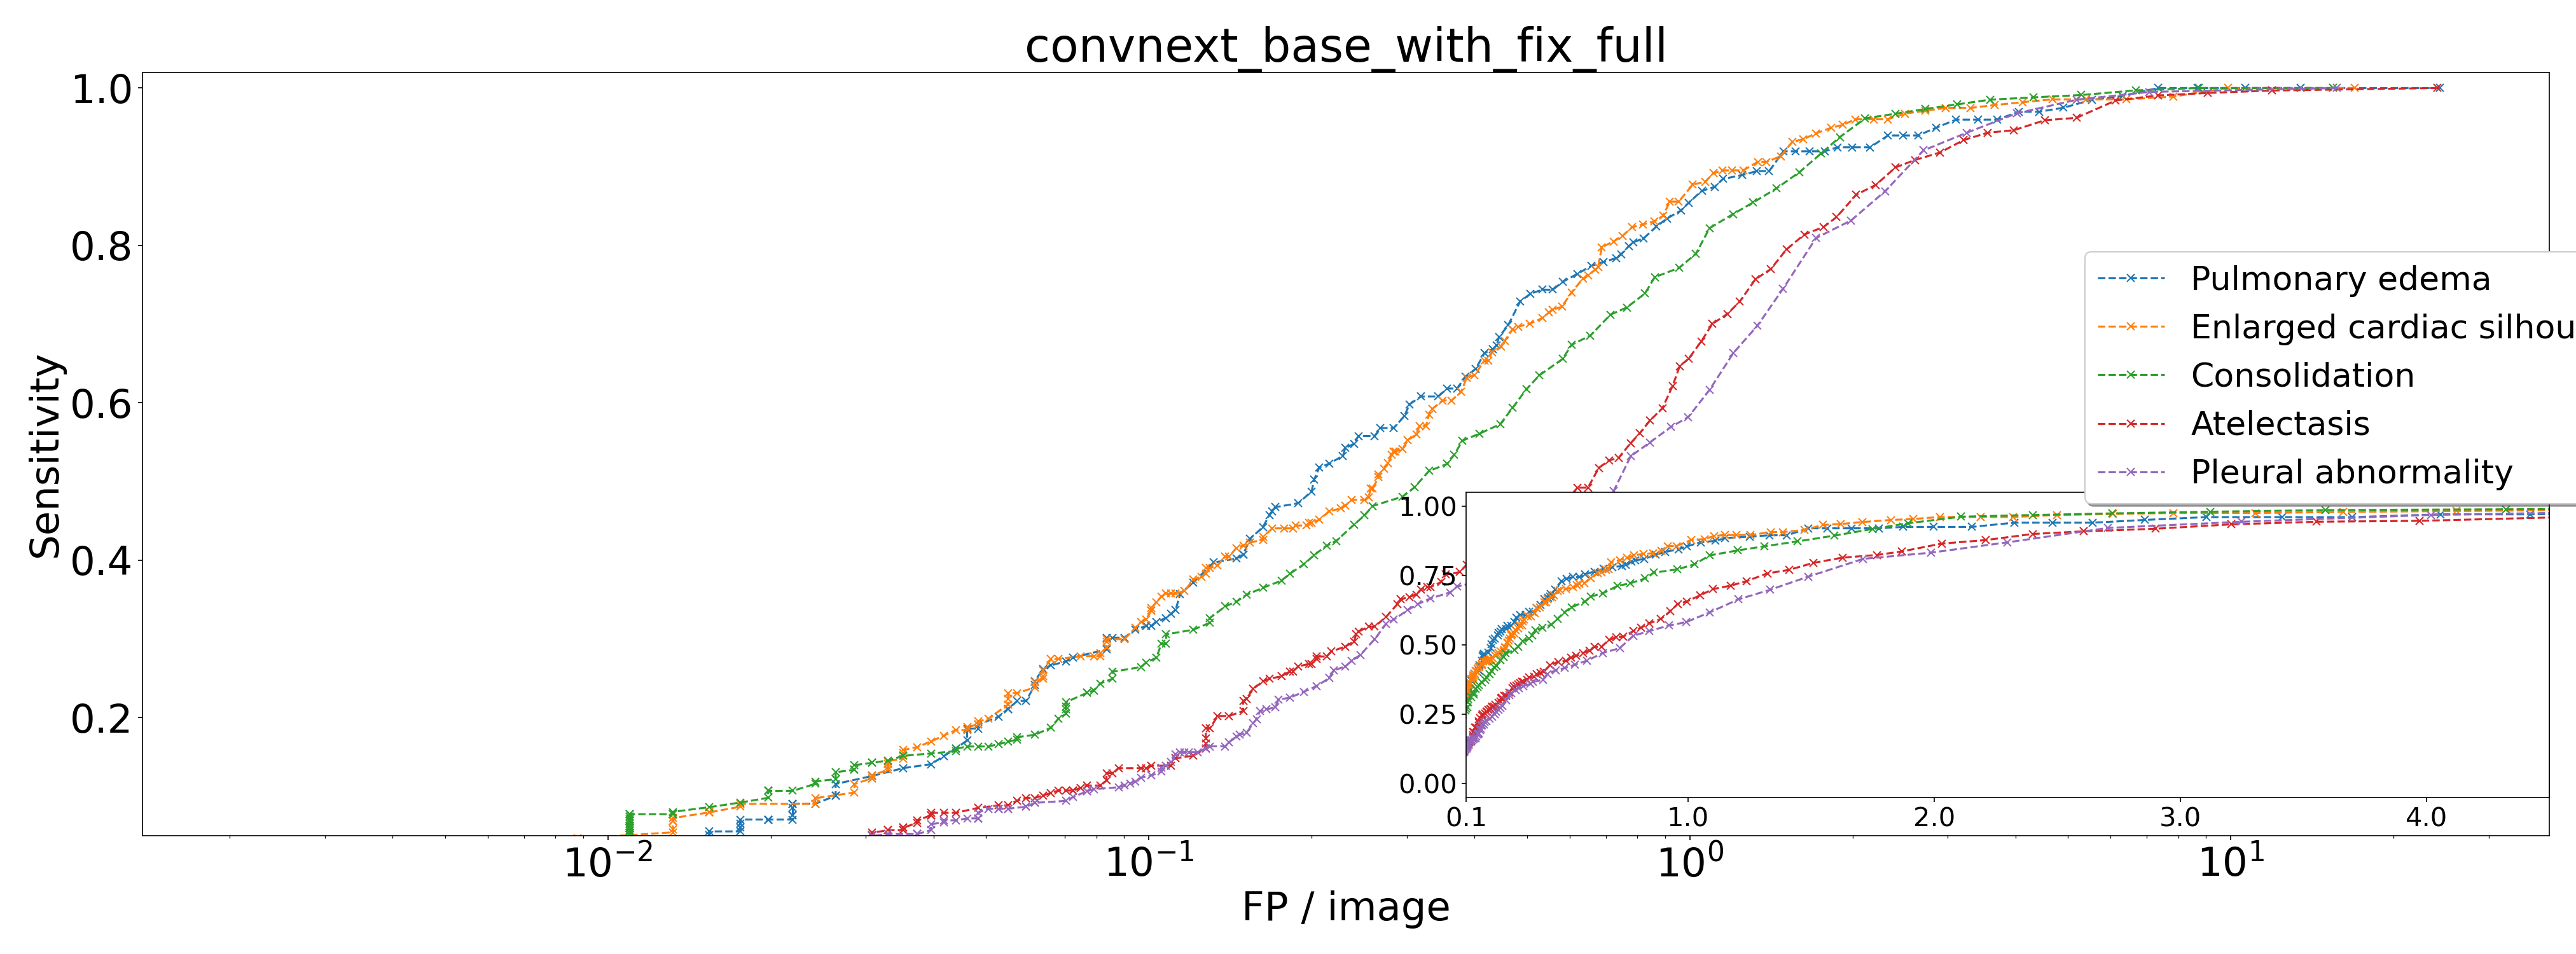 convnext_base_with_fix_full
1.0
0.8
0.6
0.4
0.2
Sensitivity
Pulmonary edema
Enlarged cardiac silhou
Consolidation
Atelectasis
Pleural abnormality
1.00
0.75
0.50
0.25
0.00
0.1 1.0 2.0 3.0 4.0
10⁻² 10⁻¹ 10⁰ 10¹
FP / image